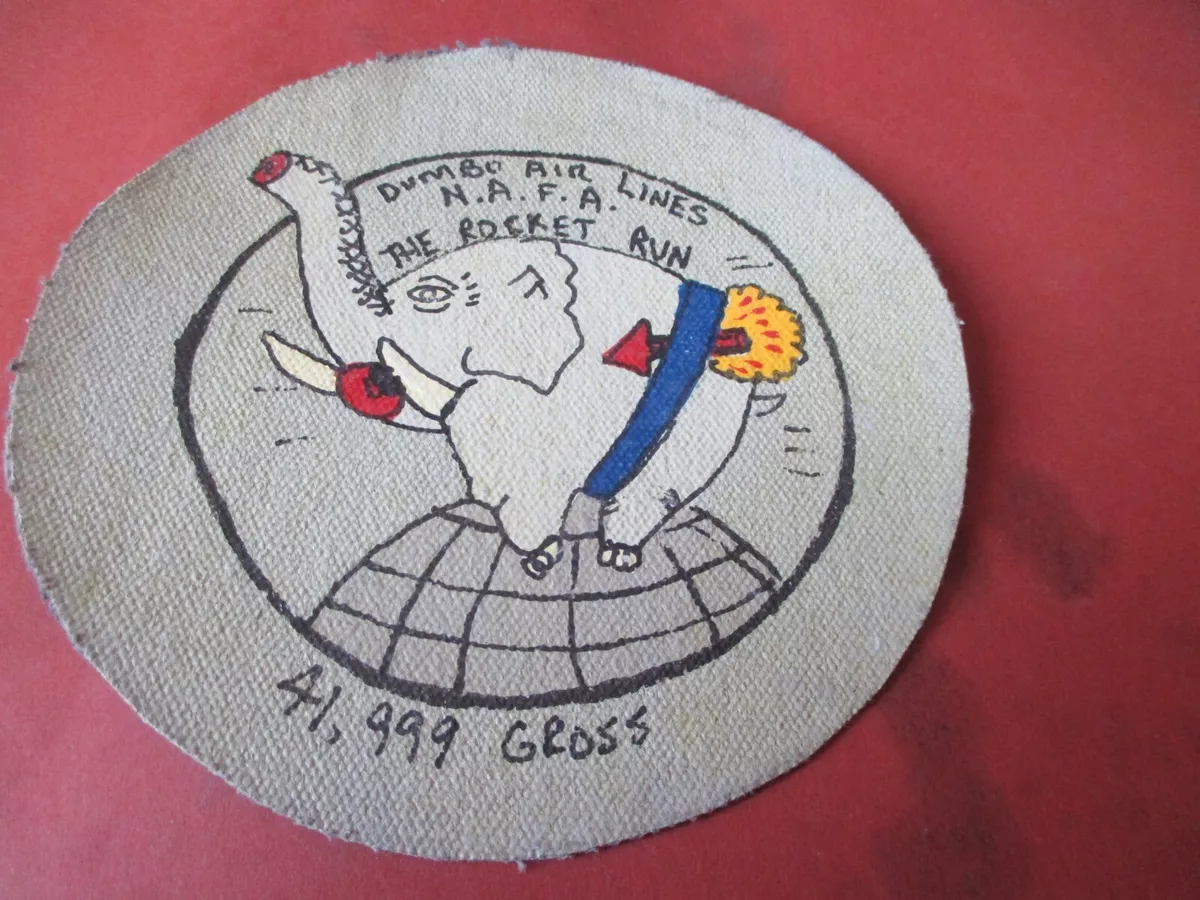 DUMBO AIR LINES
N.A.F.A.
THE ROCKET RUN
41,999 GROSS